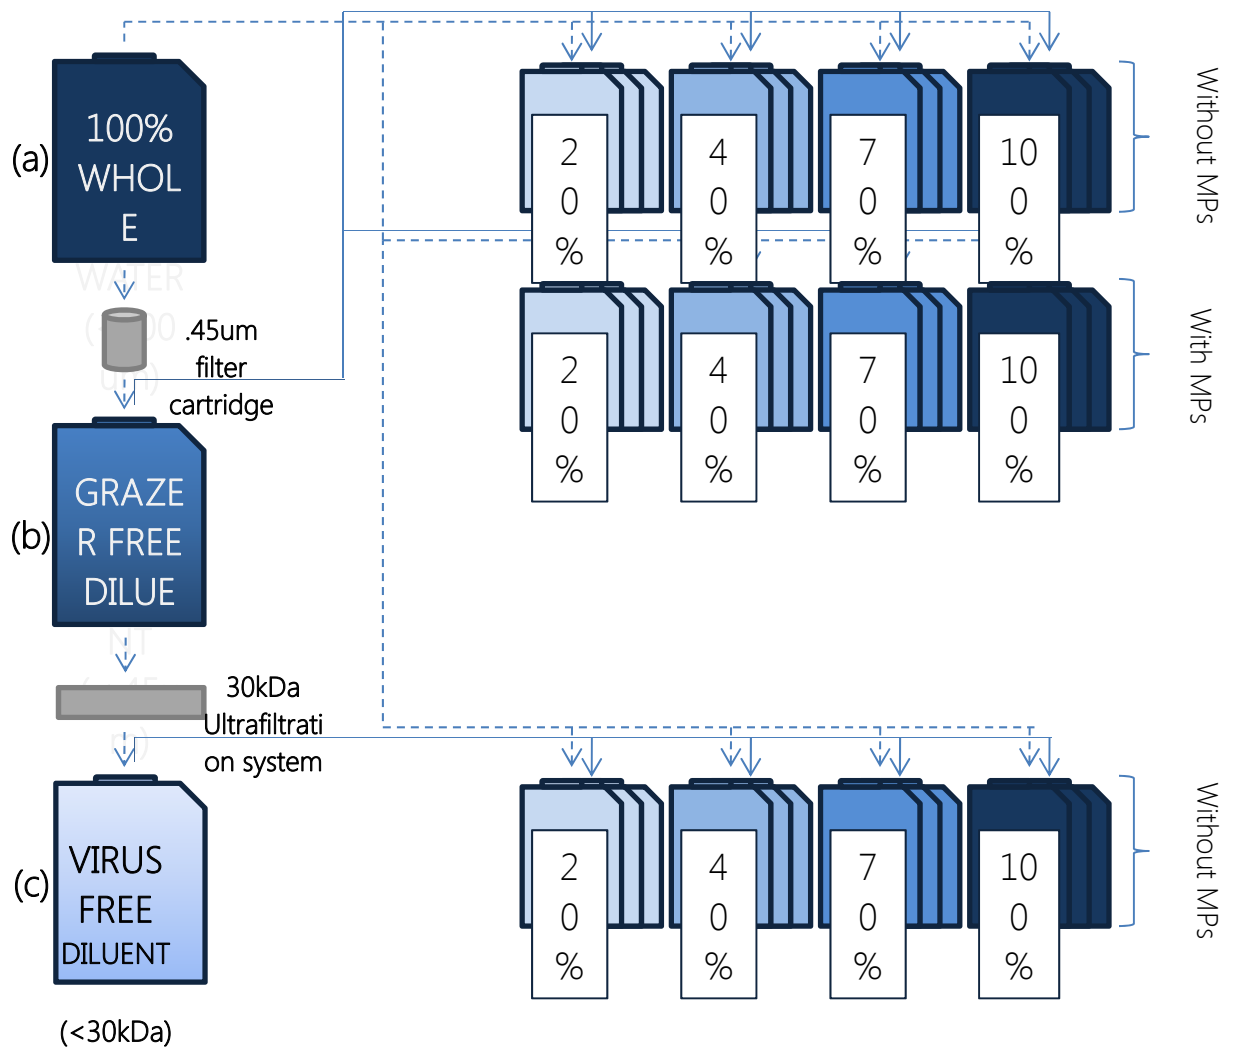 (a)
100%
WHOL
E
WATER
.45um
filter
cartridge
(b)
GRAZE
R FREE
DILUE
NT
30kDa
Ultrafiltrati
on system
(c)
VIRUS
FREE
DILUENT
(<30kDa)
2
0
%
4
0
%
7
0
%
10
0
%
Without MPs
2
0
%
4
0
%
7
0
%
10
0
%
With MPs
2
0
%
4
0
%
7
0
%
10
0
%
Without MPs